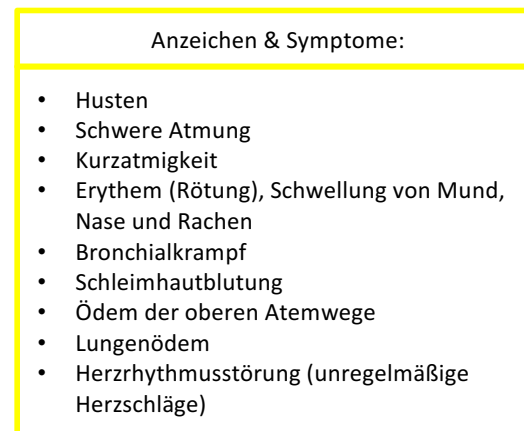 Anzeichen & Symptome:
• Husten
• Schwere Atmung
• Kurzatmigkeit
• Erythem (Rötung), Schwellung von Mund,
Nase und Rachen
• Bronchialkrampf
• Schleimhautblutung
• Ödem der oberen Atemwege
• Lungenödem
• Herzrhythmusstörung (unregelmäßige
Herzschläge)